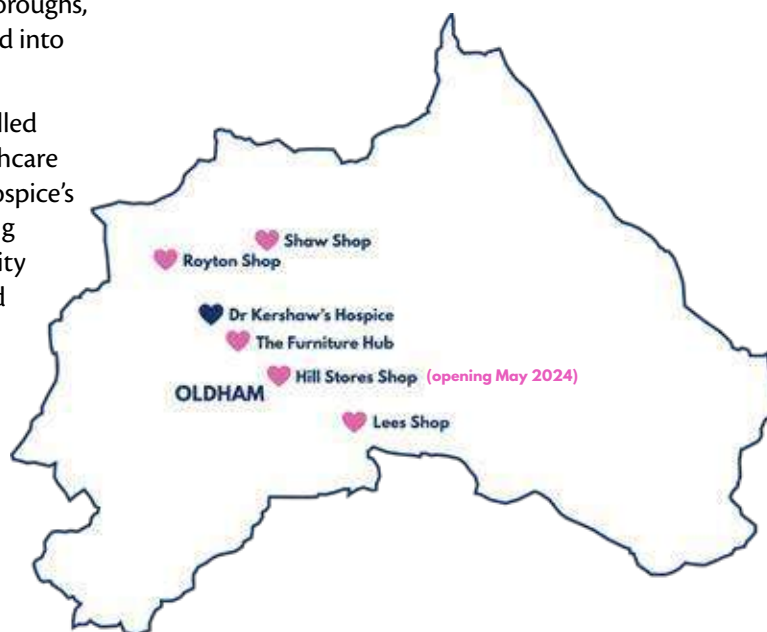 oroughs,
d into
lled
hcare
ospice's
g
ity
d
Shaw Shop
Royton Shop
Dr Kershaw's Hospice
The Furniture Hub
Hill Stores Shop (opening May 2024)
OLDHAM
Lees Shop